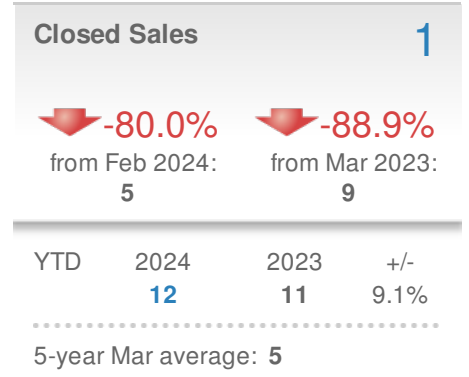 Closed Sales 1
-80.0% -88.9%
from Feb 2024: from Mar 2023:
5 9
YTD 2024 2023 +/-
12 11 9.1%
5-year Mar average: 5